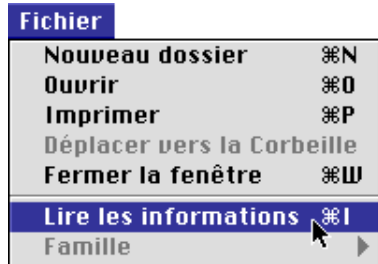 Fichier
Nouveau dossier ⌘N
Ouvrir ⌘O
Imprimer ⌘P
Déplacer vers la Corbeille
Fermer la fenêtre ⌘W
Lire les informations ⌘I
Famille